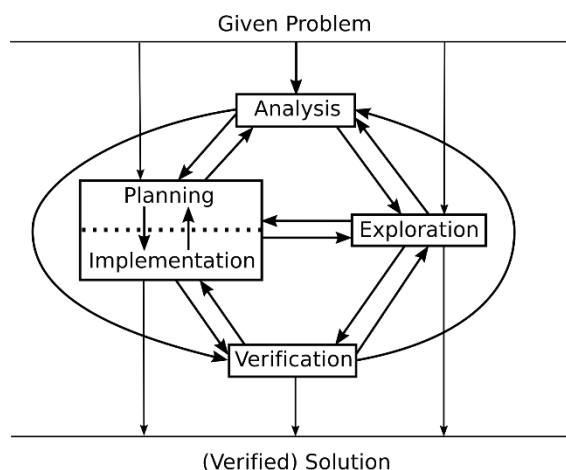 Given Problem
Analysis
Planning
Implementation
Exploration
Verification
(Verified) Solution